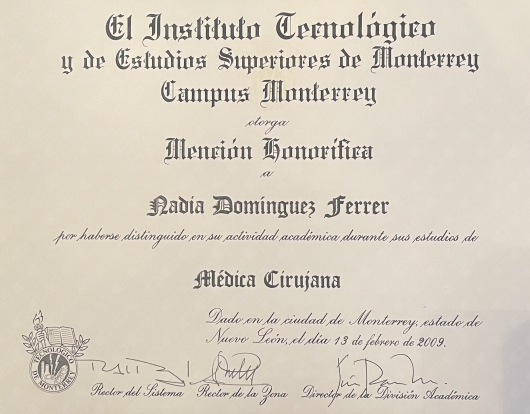 El Instituto Tecnológico
y de Estudios Superiores de Monterrey
Campus Monterrey
otorga
Mención Honorífica
a
Nadia Domínguez Ferrer
por haberse distinguido en su actividad académica durante sus estudios de
Médica Cirujana
Dado en la ciudad de Monterrey, estado de
Nuevo León, el día 13 de febrero de 2009.
TECNOLÓGICO
DE MONTERREY
Rector del Sistema Rector de la Zona Director de la División Académica